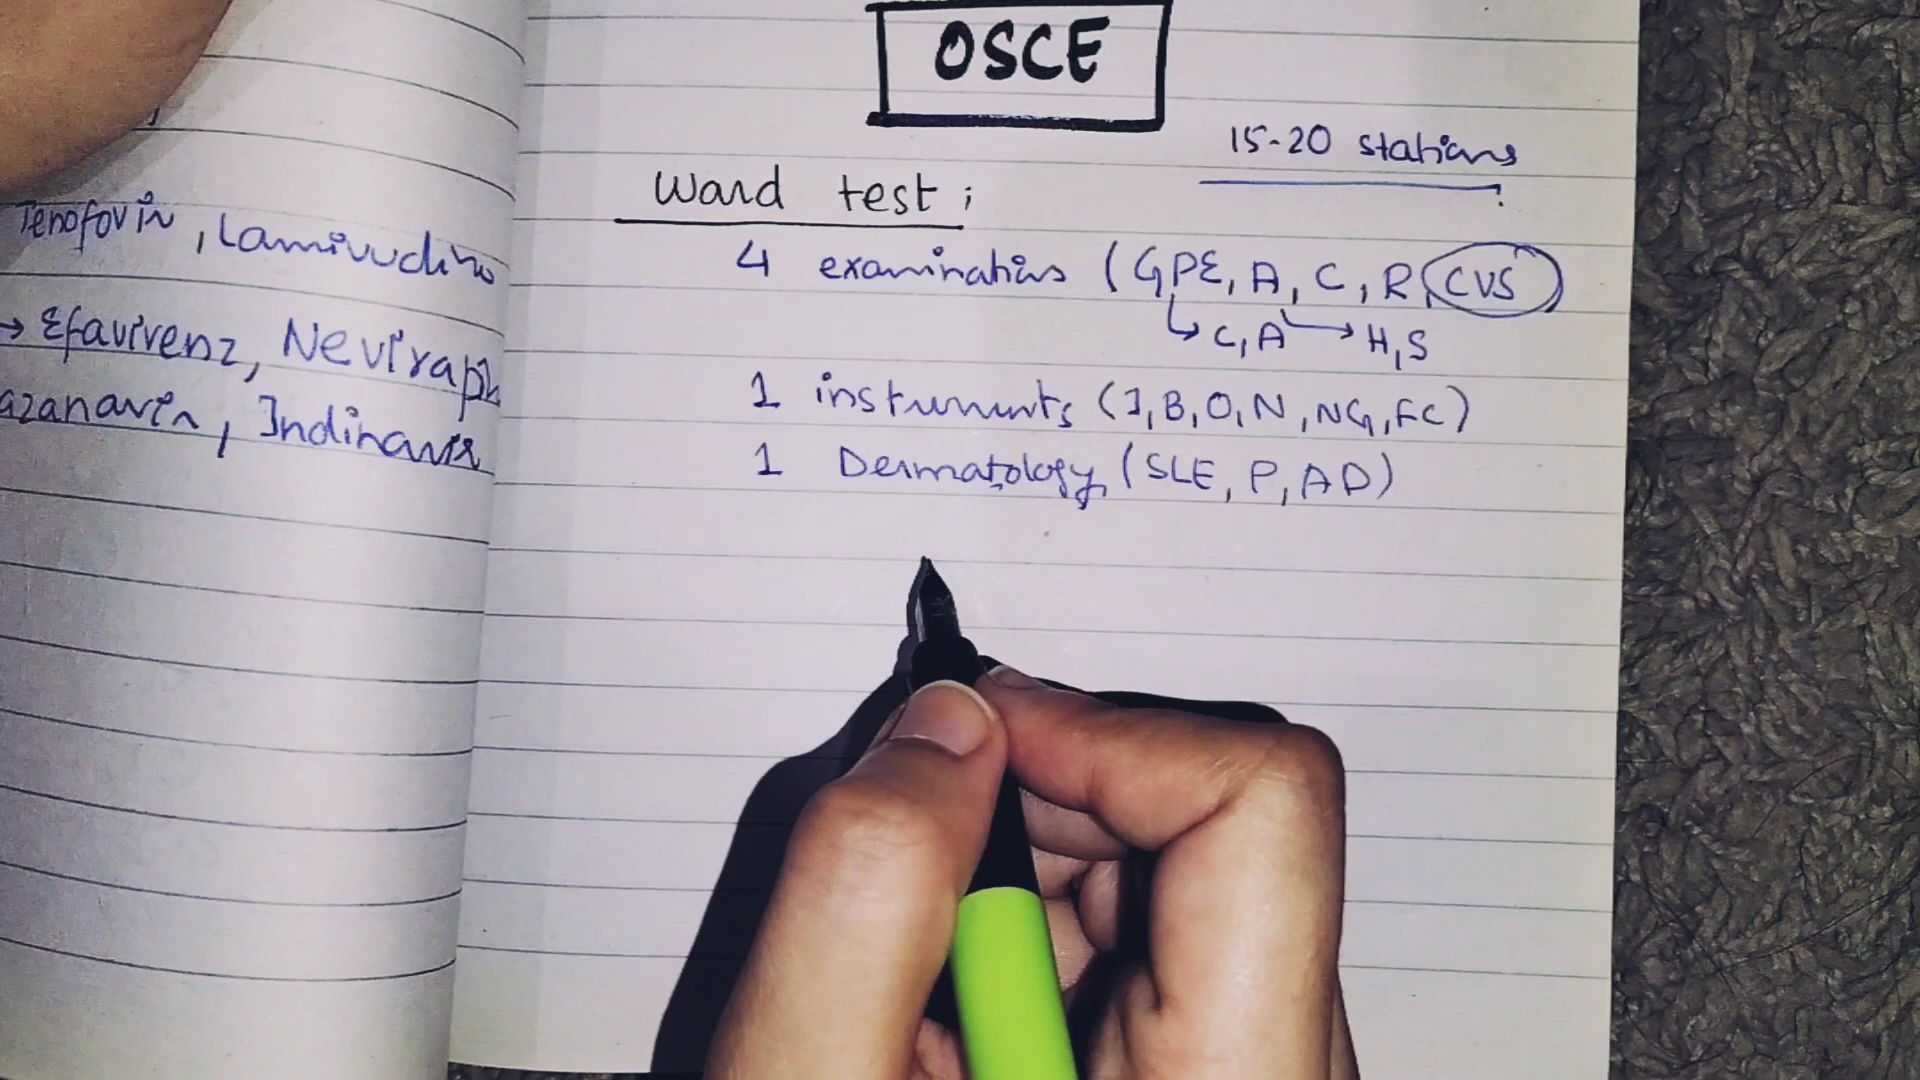 Tenofovir, Lamivudine
→ Efavirenz, Nevirap
azanavir, Indinavir
OSCE
15-20 stations
Ward test;
4 examinations (GPE, A, C, R, CVS)
↳ C, A → H, S
1 instruments (I, B, O, N, NG, FC)
1 Dermatology (SLE, P, AD)